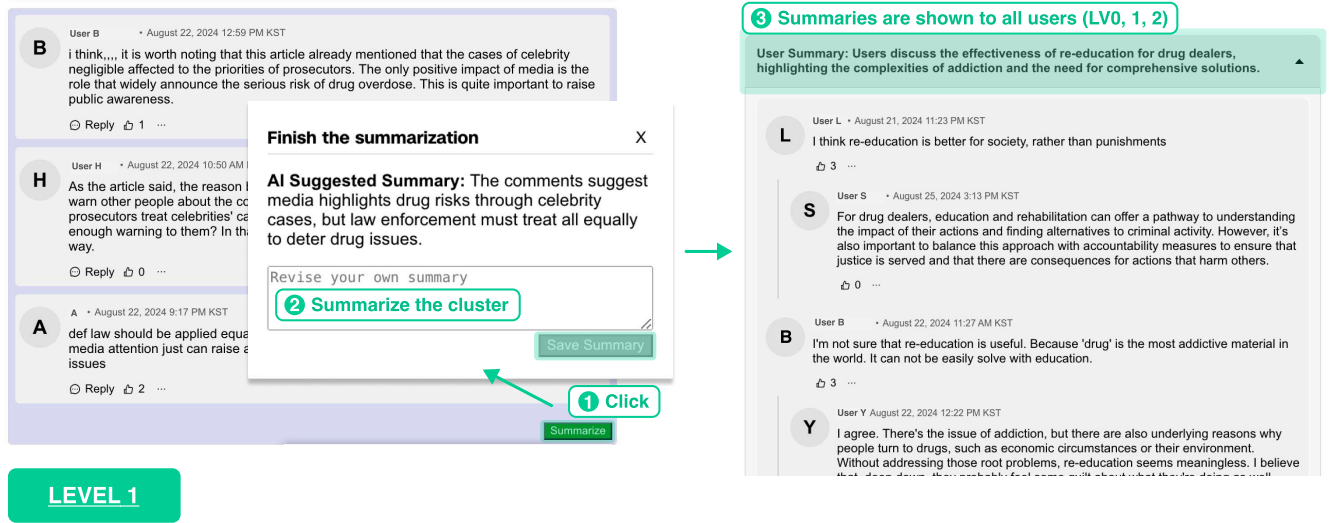 User B • August 22, 2024 12:59 PM KST
B
i think,,,, it is worth noting that this article already mentioned that the cases of celebrity
negligible affected to the priorities of prosecutors. The only positive impact of media is the
role that widely announce the serious risk of drug overdose. This is quite important to raise
public awareness.
Reply 1 ...
User H • August 22, 2024 10:50 AM
H
As the article said, the reason
warn other people about the
prosecutors treat celebrities'
enough warning to them? In
way.
Reply 0 ...
A • August 22, 2024 9:17 PM KST
A
def law should be applied
media attention just can raise
issues
Reply 2 ...
Summarize
Finish the summarization X
AI Suggested Summary: The comments suggest
media highlights drug risks through celebrity
cases, but law enforcement must treat all equally
to deter drug issues.
Revise your own summary
2 Summarize the cluster
Save Summary
1 Click
LEVEL 1
3 Summaries are shown to all users (LV0, 1, 2)
User Summary: Users discuss the effectiveness of re-education for drug dealers,
highlighting the complexities of addiction and the need for comprehensive solutions.
User L • August 21, 2024 11:23 PM KST
L
I think re-education is better for society, rather than punishments
3 ...
User S • August 25, 2024 3:13 PM KST
S
For drug dealers, education and rehabilitation can offer a pathway to understanding
the impact of their actions and finding alternatives to criminal activity. However, it's
also important to balance this approach with accountability measures to ensure that
justice is served and that there are consequences for actions that harm others.
0 ...
User B • August 22, 2024 11:27 AM KST
B
I'm not sure that re-education is useful. Because 'drug' is the most addictive material in
the world. It can not be easily solve with education.
3 ...
User Y August 22, 2024 12:22 PM KST
Y
I agree. There's the issue of addiction, but there are also underlying reasons why
people turn to drugs, such as economic circumstances or their environment.
Without addressing those root problems, re-education seems meaningless. I believe